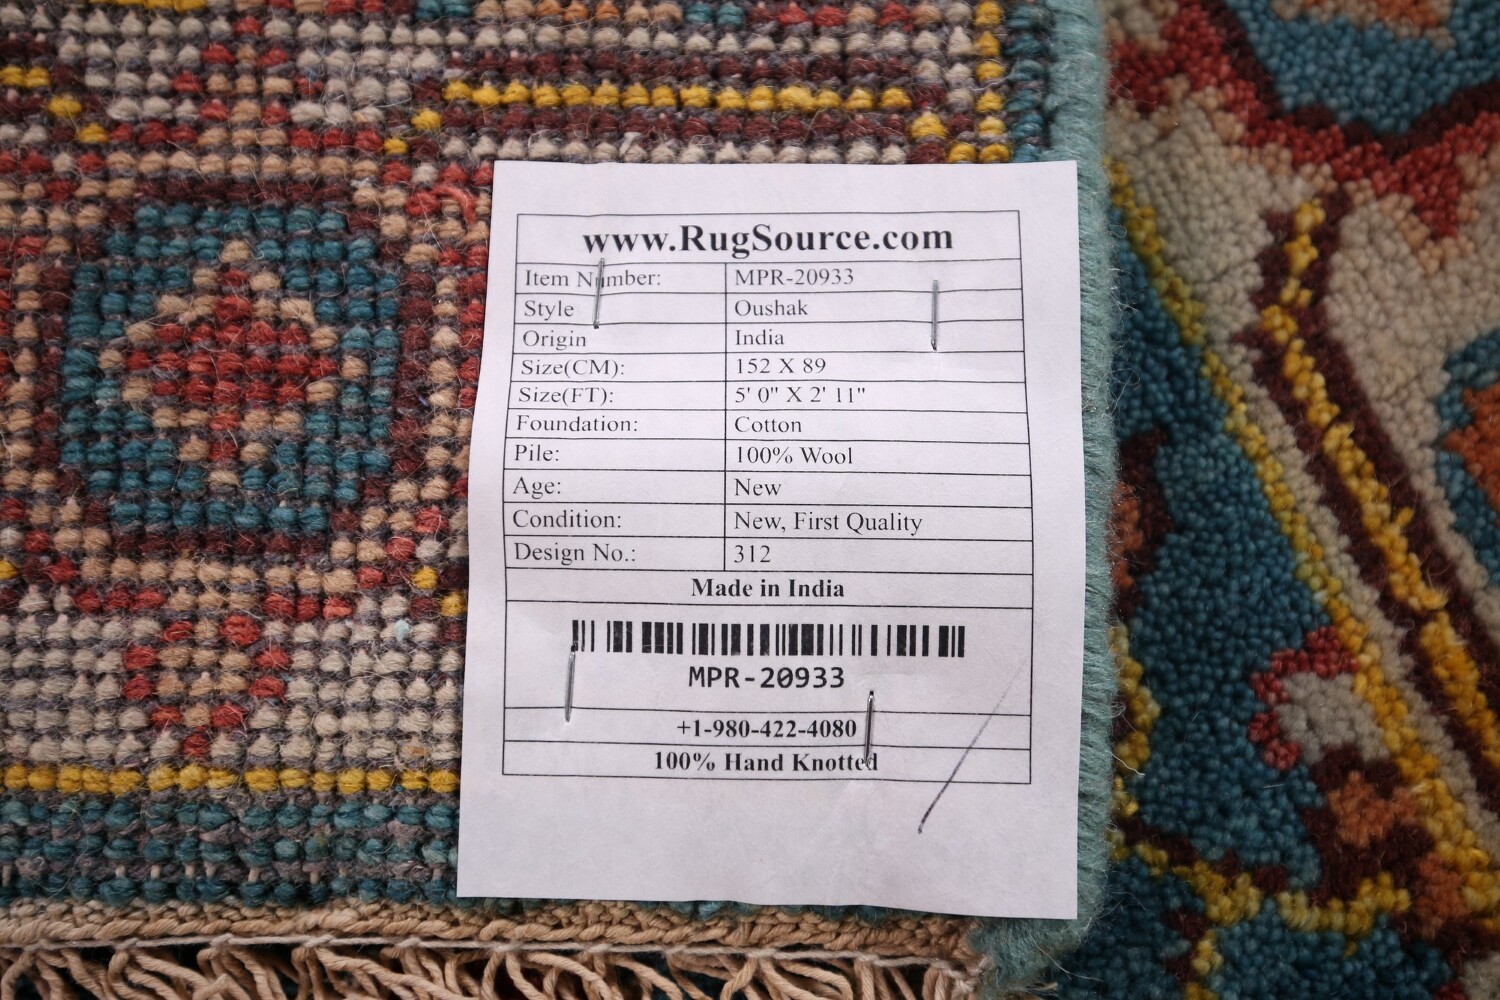 www.RugSource.com
Item Number: MPR-20933
Style Oushak
Origin India
Size(CM): 152 X 89
Size(FT): 5' 0" X 2' 11"
Foundation: Cotton
Pile: 100% Wool
Age: New
Condition: New, First Quality
Design No.: 312
Made in India
MPR-20933
+1-980-422-4080
100% Hand Knotted